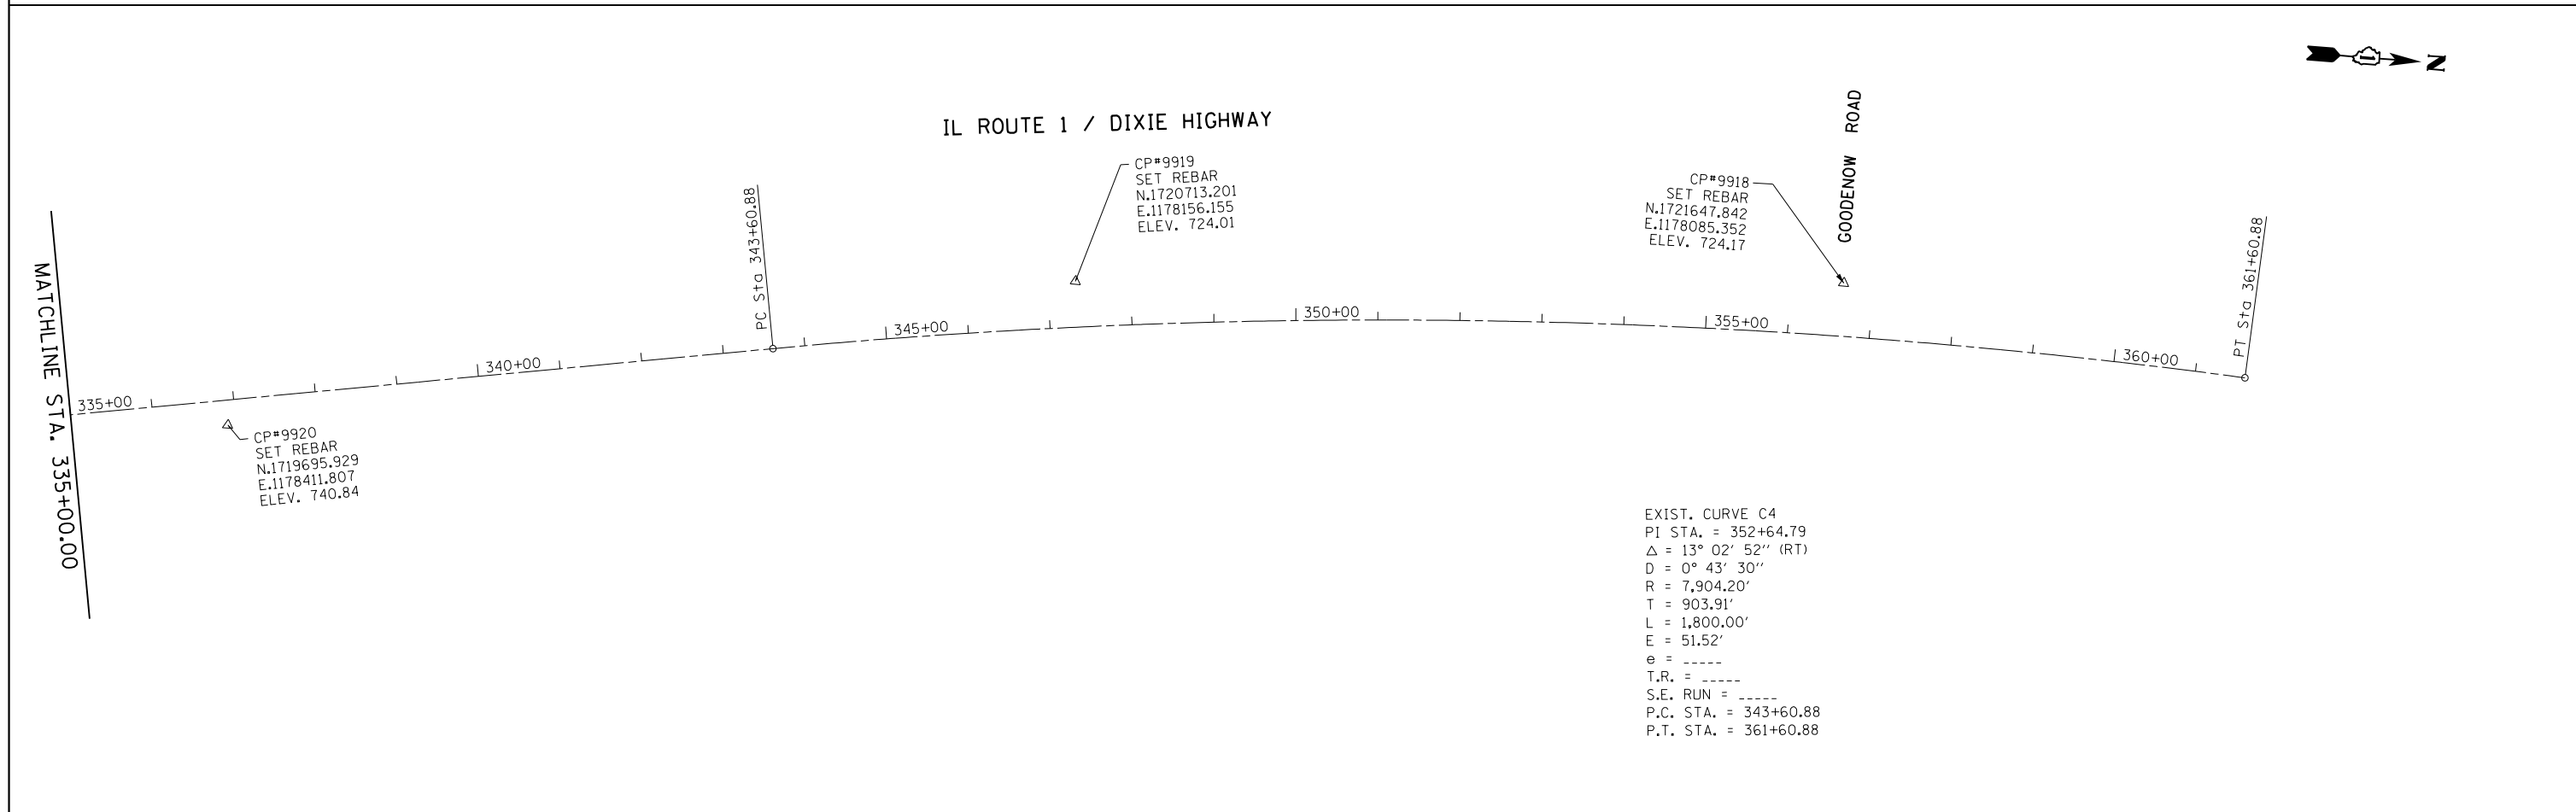 N
1
IL ROUTE 1 / DIXIE HIGHWAY
GOODENOW ROAD
CP#9919
SET REBAR
N.1720713.201
E.1178156.155
ELEV. 724.01
CP#9918
SET REBAR
N.1721647.842
E.1178085.352
ELEV. 724.17
PC Sta 343+60.88
PT Sta 361+60.88
MATCHLINE STA. 335+00.00
335+00
340+00
345+00
350+00
355+00
360+00
CP#9920
SET REBAR
N.1719695.929
E.1178411.807
ELEV. 740.84
EXIST. CURVE C4
PI STA. = 352+64.79
△ = 13° 02' 52'' (RT)
D = 0° 43' 30''
R = 7,904.20'
T = 903.91'
L = 1,800.00'
E = 51.52'
e = _____
T.R. = _____
S.E. RUN = _____
P.C. STA. = 343+60.88
P.T. STA. = 361+60.88